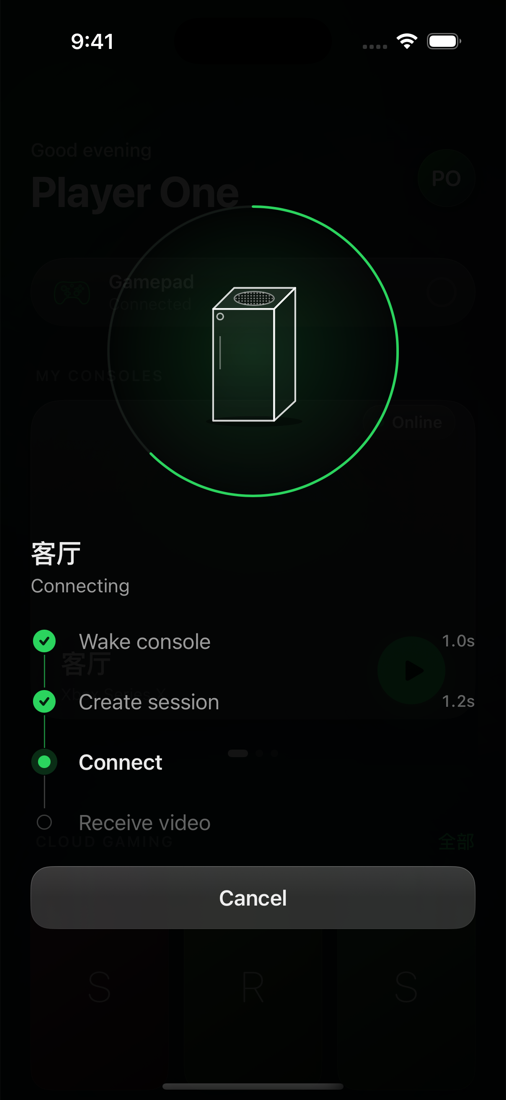 9:41
Good evening
Player One
PO
Gamepad
Connected
MY CONSOLES
Online
客厅
Connecting
Wake console
1.0s
客厅
Create session
1.2s
Connect
Receive video
CLOUD GAMING
全部
Cancel
S
R
S